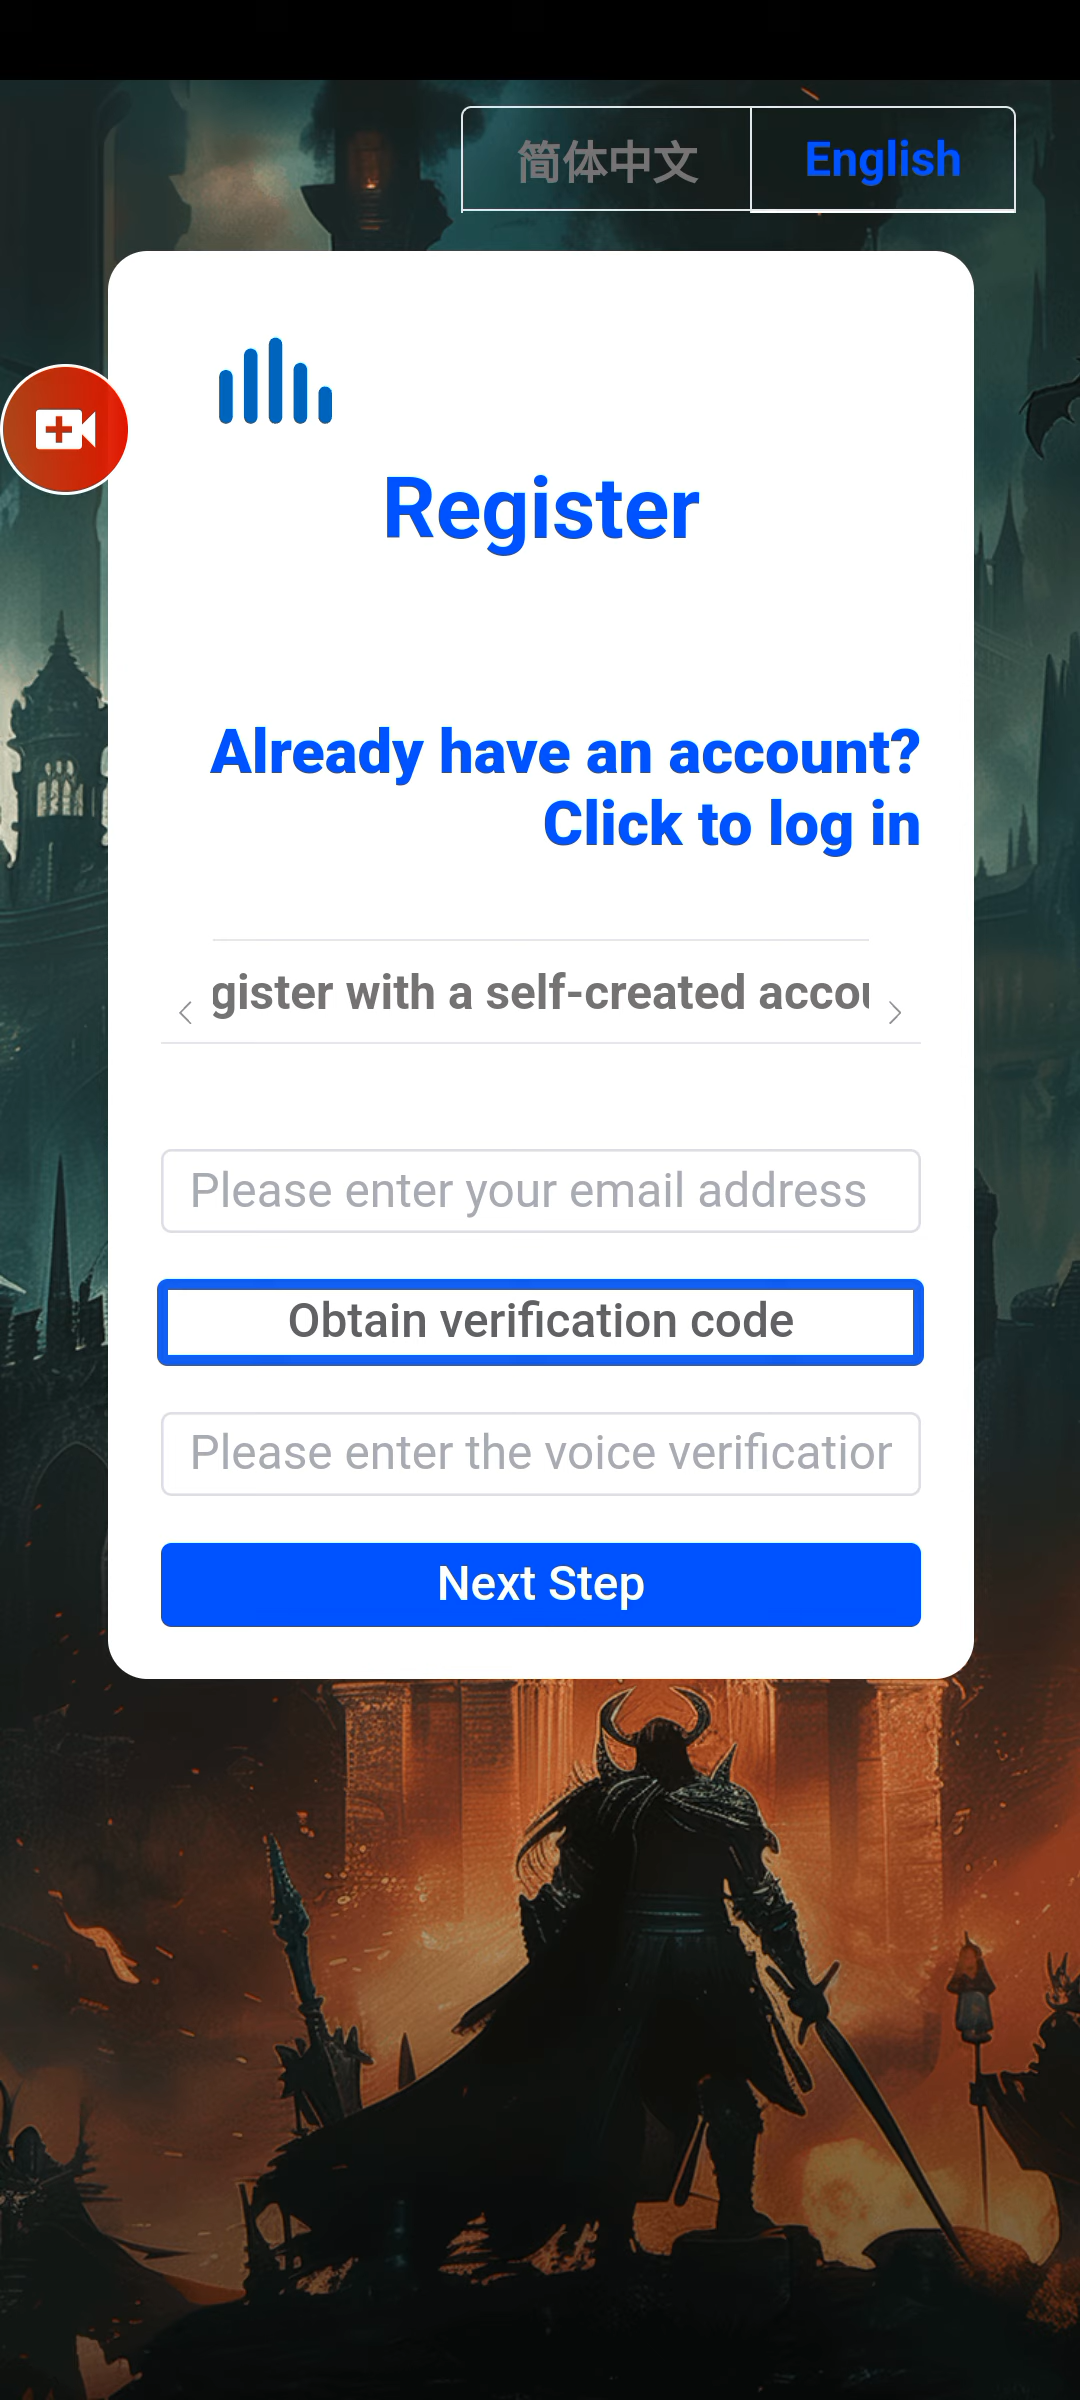 简体中文
English
Register
Already have an account?
Click to log in
gister with a self-created accou
Please enter your email address
Obtain verification code
Please enter the voice verification
Next Step